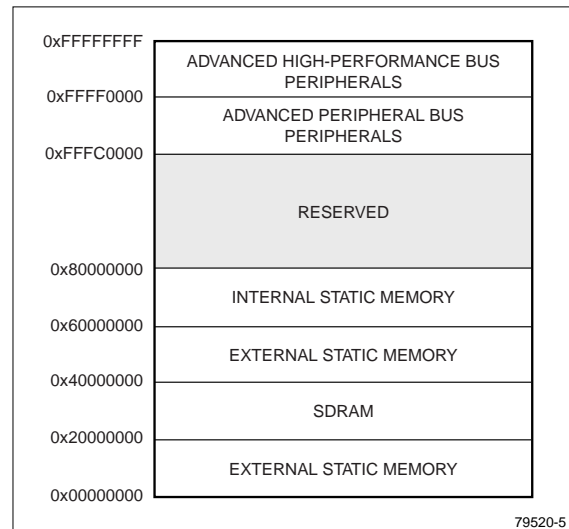 0xFFFFFFFF
ADVANCED HIGH-PERFORMANCE BUS
PERIPHERALS
0xFFFF0000
ADVANCED PERIPHERAL BUS
PERIPHERALS
0xFFFC0000
RESERVED
0x80000000
INTERNAL STATIC MEMORY
0x60000000
EXTERNAL STATIC MEMORY
0x40000000
SDRAM
0x20000000
EXTERNAL STATIC MEMORY
0x00000000
79520-5